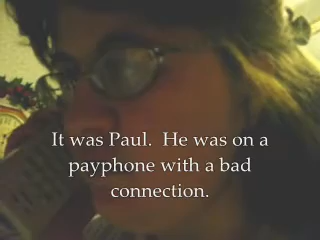 It was Paul.  He was on a
payphone with a bad
connection.